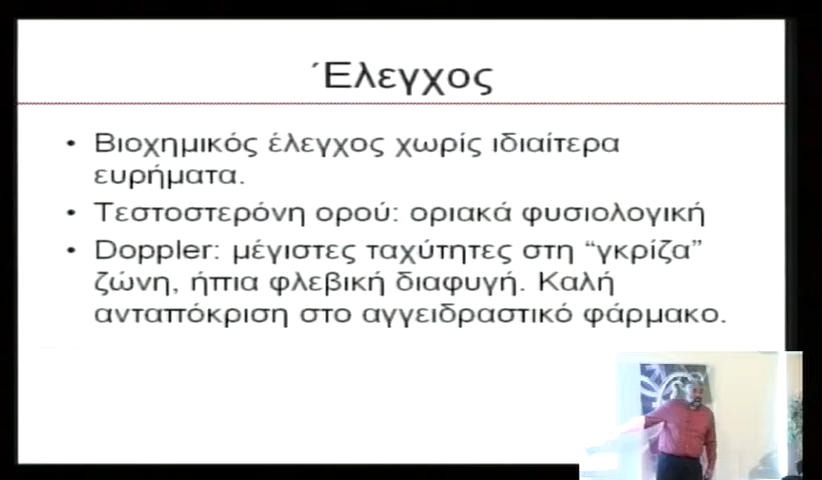 Έλεγχος
• Βιοχημικός έλεγχος χωρίς ιδιαίτερα
ευρήματα.
• Τεστοστερόνη ορού: οριακά φυσιολογική
• Doppler: μέγιστες ταχύτητες στη “γκρίζα”
ζώνη, ήπια φλεβική διαφυγή. Καλή
ανταπόκριση στο αγγειδραστικό φάρμακο.